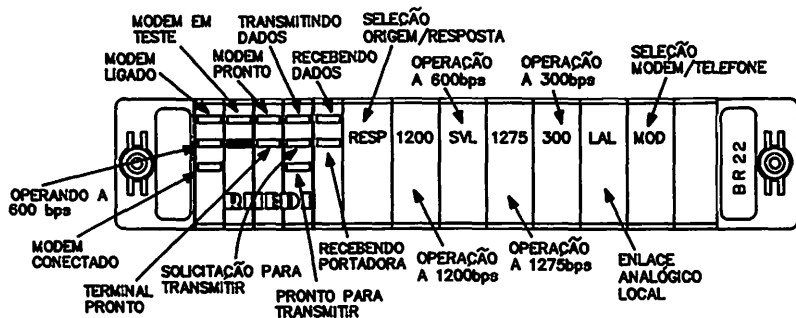 MODEM EM
TESTE
TRANSMITINDO
DADOS
SELEÇÃO
ORIGEM/RESPOSTA
MODEM
LIGADO
MODEM
PRONTO
RECEBENDO
DADOS
OPERAÇÃO
A 600bps
OPERAÇÃO
A 300bps
SELEÇÃO
MODEM/TELEFONE
RESP
1200
SVL
1275
300
LAL
MOD
BR22
OPERANDO A
600 bps
MODEM
CONECTADO
TERMINAL
PRONTO
SOLICITAÇÃO PARA
TRANSMITIR
PRONTO PARA
TRANSMITIR
RECEBENDO
PORTADORA
OPERAÇÃO
A 1200bps
OPERAÇÃO
A 1275bps
ENLACE
ANALÓGICO
LOCAL